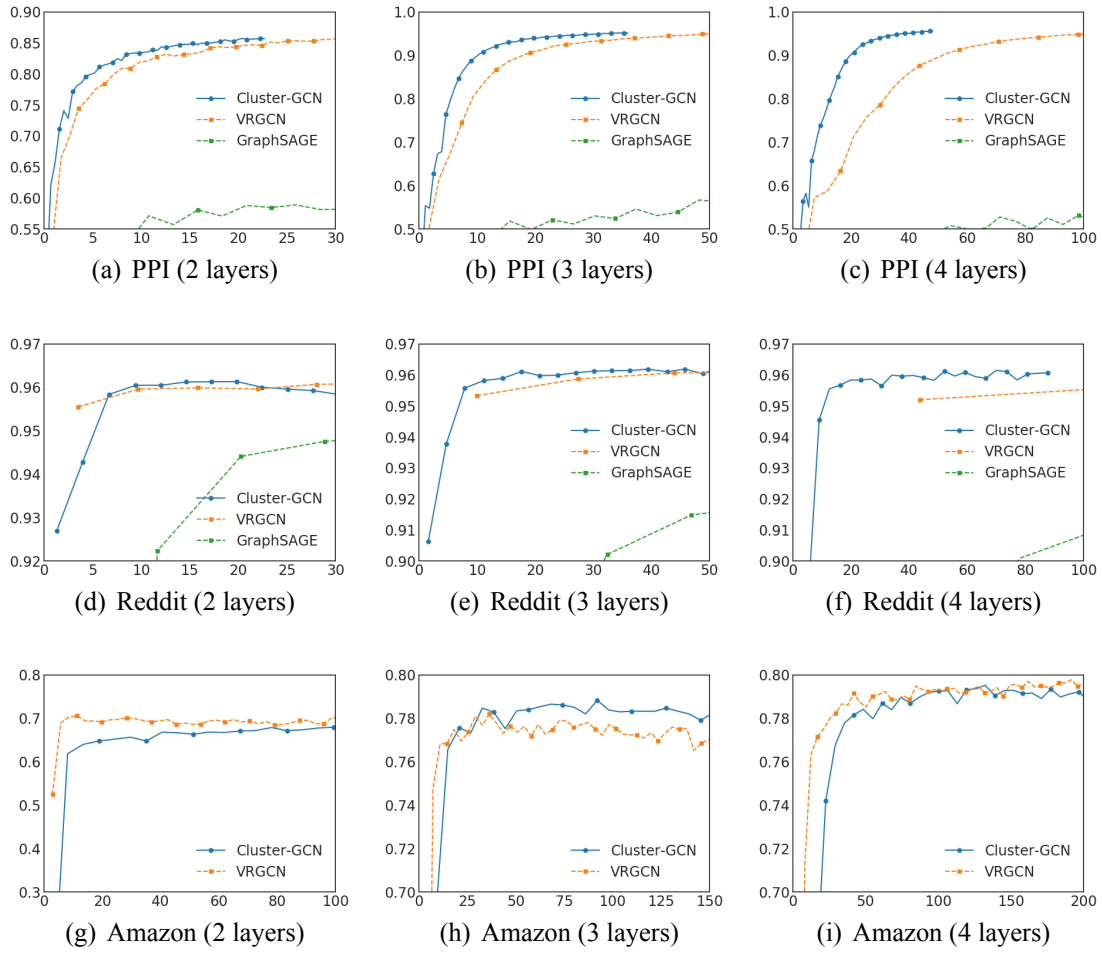 0.90
0.85
0.80
0.75
0.70
0.65
0.60
0.55
0 5 10 15 20 25 30
Cluster-GCN
VRGCN
GraphSAGE
(a) PPI (2 layers)
1.0
0.9
0.8
0.7
0.6
0.5
0 10 20 30 40 50
Cluster-GCN
VRGCN
GraphSAGE
(b) PPI (3 layers)
1.0
0.9
0.8
0.7
0.6
0.5
0 20 40 60 80 100
Cluster-GCN
VRGCN
GraphSAGE
(c) PPI (4 layers)
0.97
0.96
0.95
0.94
0.93
0.92
0 5 10 15 20 25 30
Cluster-GCN
VRGCN
GraphSAGE
(d) Reddit (2 layers)
0.97
0.96
0.95
0.94
0.93
0.92
0.91
0.90
0 10 20 30 40 50
Cluster-GCN
VRGCN
GraphSAGE
(e) Reddit (3 layers)
0.97
0.96
0.95
0.94
0.93
0.92
0.91
0.90
0 20 40 60 80 100
Cluster-GCN
VRGCN
GraphSAGE
(f) Reddit (4 layers)
0.8
0.7
0.6
0.5
0.4
0.3
0 20 40 60 80 100
Cluster-GCN
VRGCN
(g) Amazon (2 layers)
0.80
0.78
0.76
0.74
0.72
0.70
0 25 50 75 100 125 150
Cluster-GCN
VRGCN
(h) Amazon (3 layers)
0.80
0.78
0.76
0.74
0.72
0.70
0 25 50 75 100 125 150 175 200
Cluster-GCN
VRGCN
(i) Amazon (4 layers)